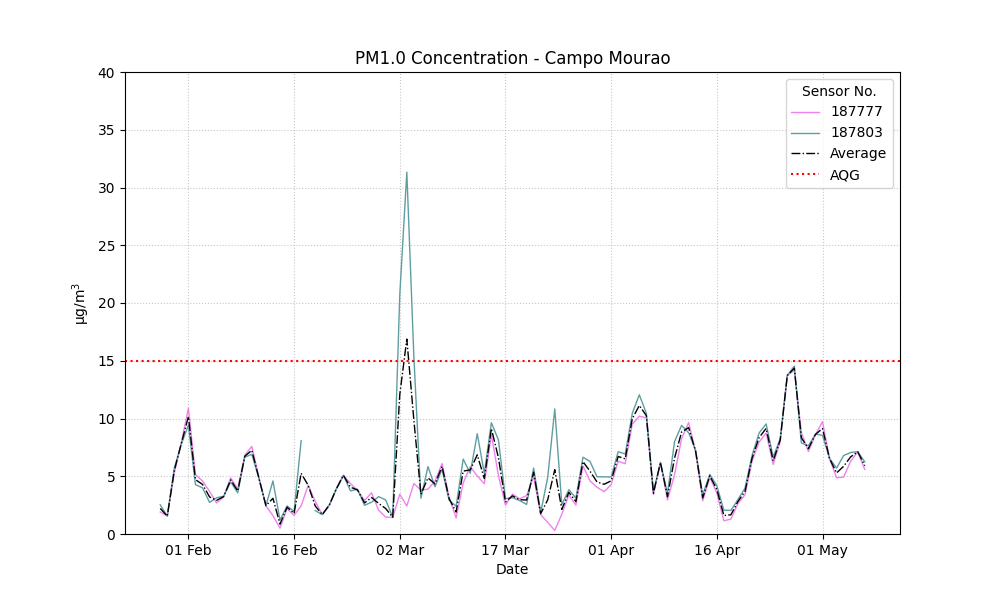 PM1.0 Concentration - Campo Mourao
40
35
30
25
20
15
10
5
0
µg/m³
01 Feb
16 Feb
02 Mar
17 Mar
01 Apr
16 Apr
01 May
Date
Sensor No.
187777
187803
Average
AQG